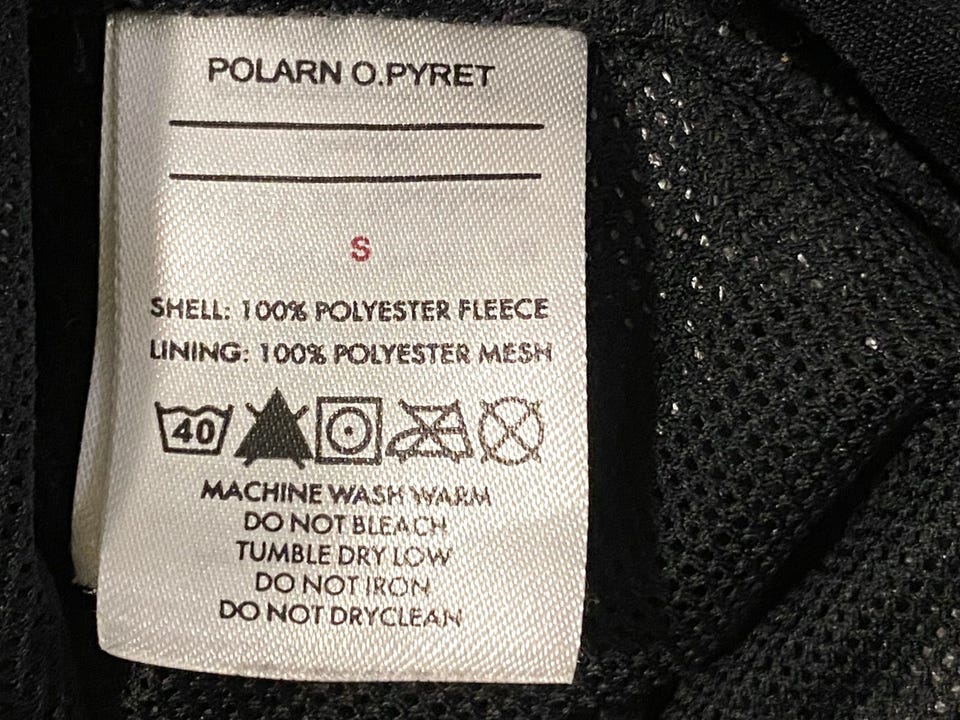 POLARN O.PYRET
S
SHELL: 100% POLYESTER FLEECE
LINING: 100% POLYESTER MESH
40
MACHINE WASH WARM
DO NOT BLEACH
TUMBLE DRY LOW
DO NOT IRON
DO NOT DRYCLEAN